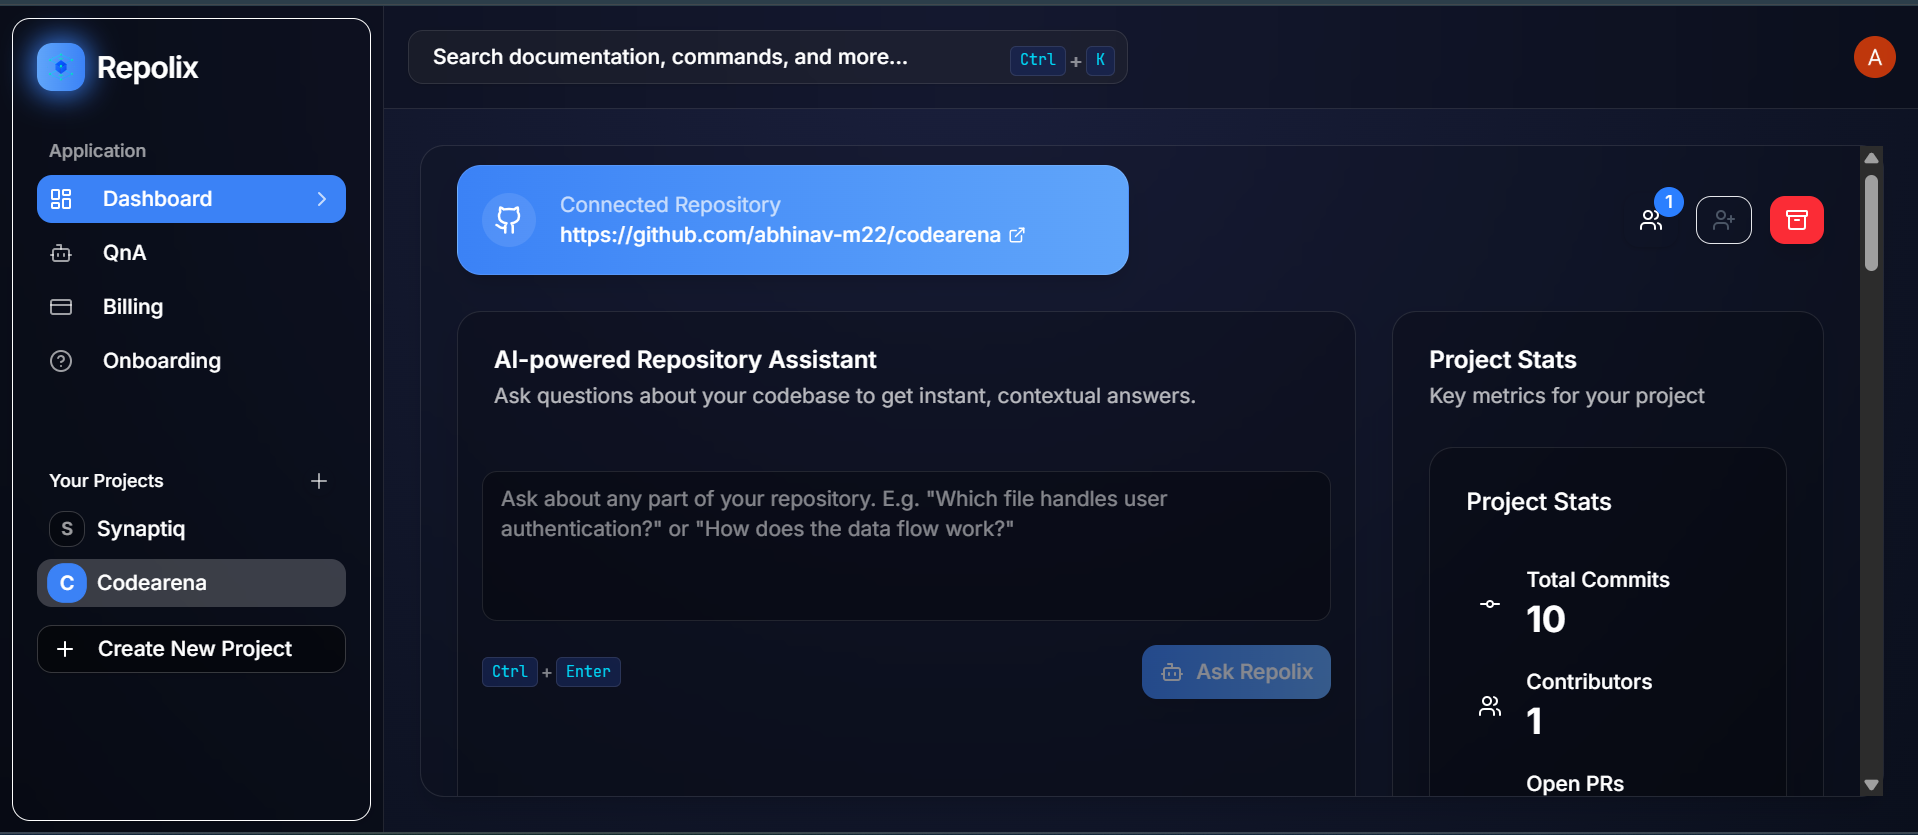 Repolix
Application
Dashboard
QnA
Billing
Onboarding
Your Projects
S Synaptiq
C Codearena
Create New Project
Search documentation, commands, and more...
Ctrl + K
A
Connected Repository
https://github.com/abhinav-m22/codearena
1
AI-powered Repository Assistant
Ask questions about your codebase to get instant, contextual answers.
Ask about any part of your repository. E.g. "Which file handles user
authentication?" or "How does the data flow work?"
Ctrl + Enter
Ask Repolix
Project Stats
Key metrics for your project
Project Stats
Total Commits
10
Contributors
1
Open PRs